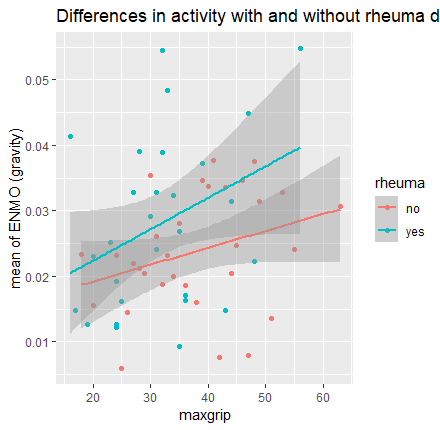 Differences in activity with and without rheuma d
mean of ENMO (gravity)
0.05
0.04
0.03
0.02
0.01
20 30 40 50 60
maxgrip
rheuma
no
yes